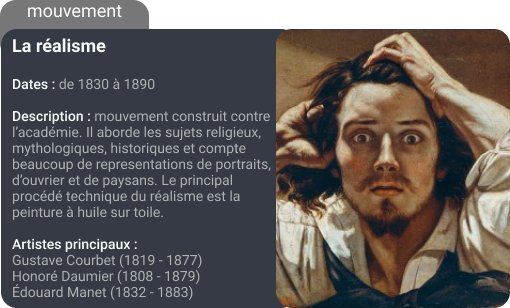 mouvement
La réalisme
Dates : de 1830 à 1890
Description : mouvement construit contre
l'académie. Il aborde les sujets religieux,
mythologiques, historiques et compte
beaucoup de representations de portraits,
d'ouvrier et de paysans. Le principal
procédé technique du réalisme est la
peinture à huile sur toile.
Artistes principaux :
Gustave Courbet (1819 - 1877)
Honoré Daumier (1808 - 1879)
Édouard Manet (1832 - 1883)